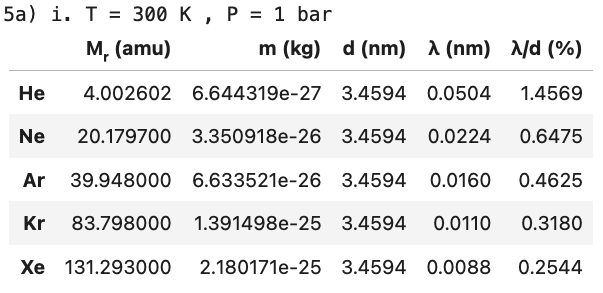 5a) i. T = 300 K , P = 1 bar
Mr (amu) m (kg) d (nm) λ (nm) λ/d (%)
He 4.002602 6.644319e-27 3.4594 0.0504 1.4569
Ne 20.179700 3.350918e-26 3.4594 0.0224 0.6475
Ar 39.948000 6.633521e-26 3.4594 0.0160 0.4625
Kr 83.798000 1.391498e-25 3.4594 0.0110 0.3180
Xe 131.293000 2.180171e-25 3.4594 0.0088 0.2544